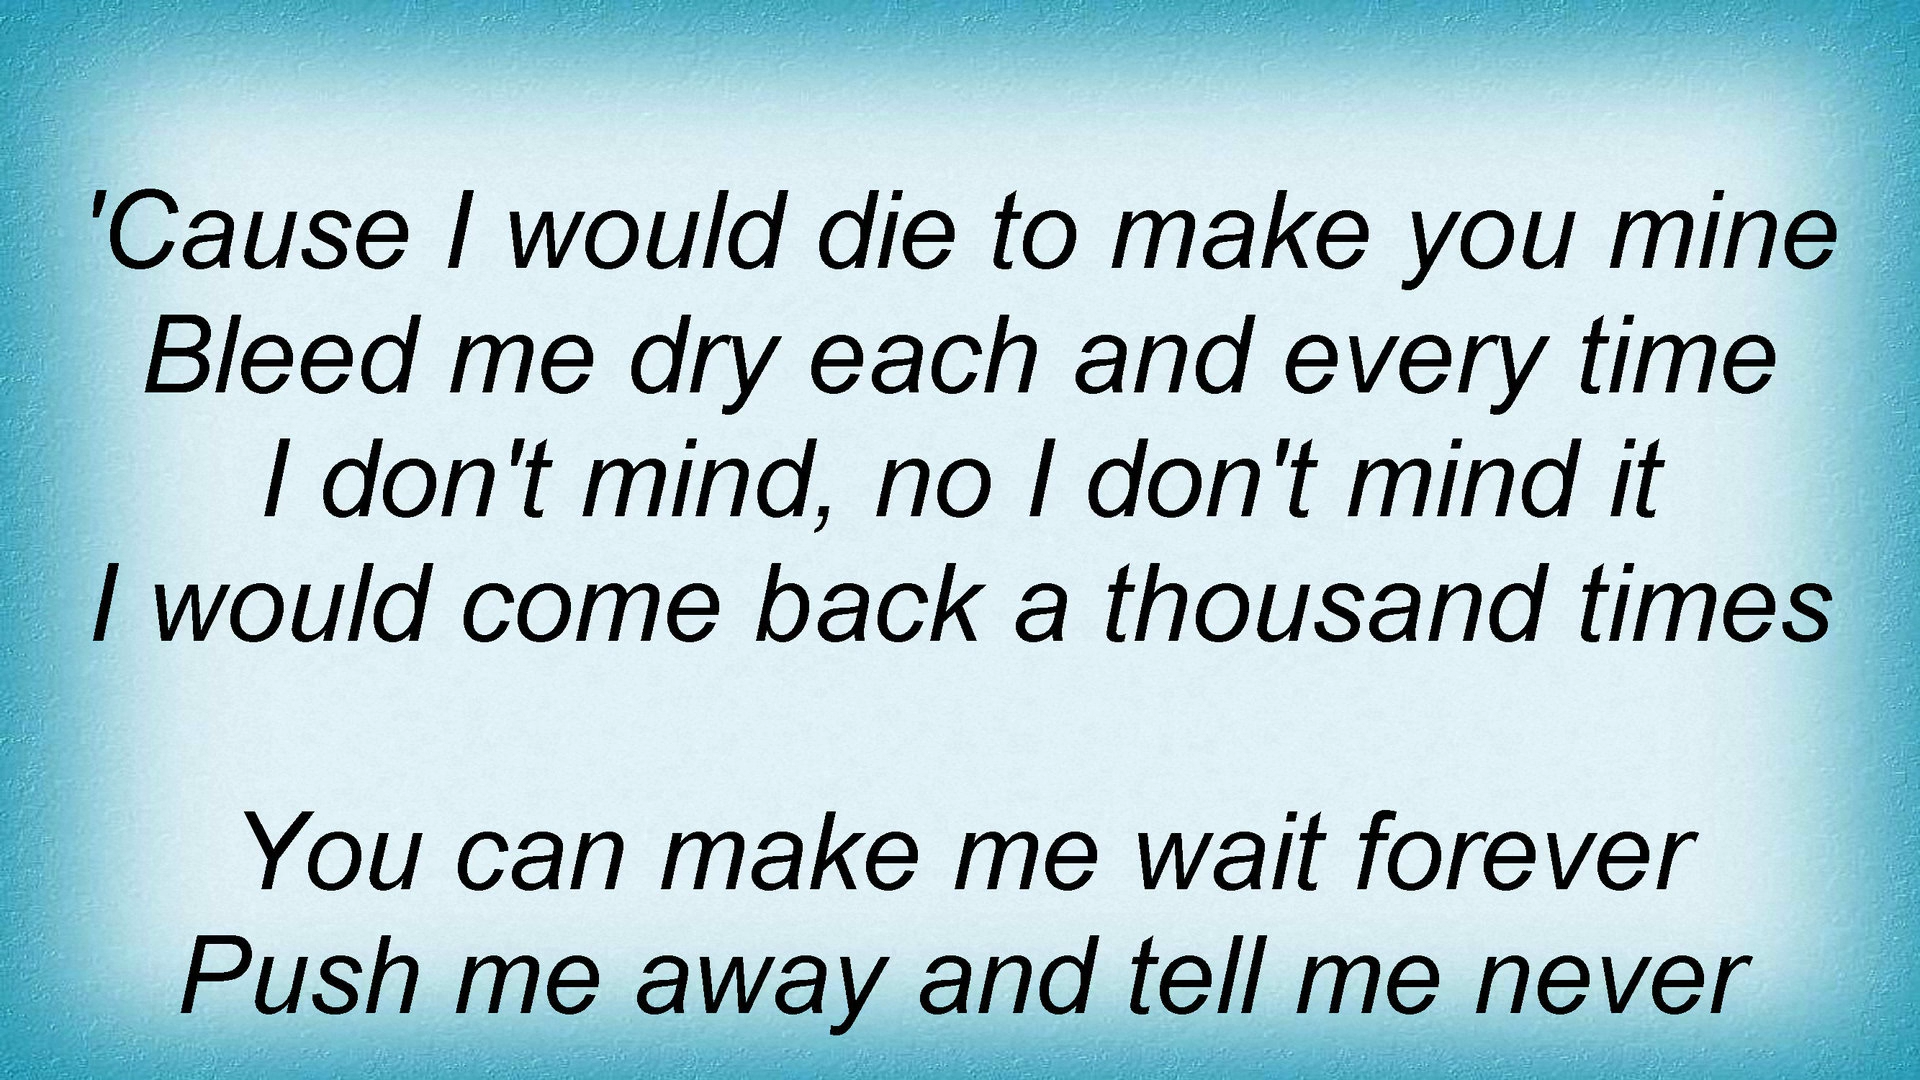 'Cause I would die to make you mine
Bleed me dry each and every time
I don't mind, no I don't mind it
I would come back a thousand times
You can make me wait forever
Push me away and tell me never